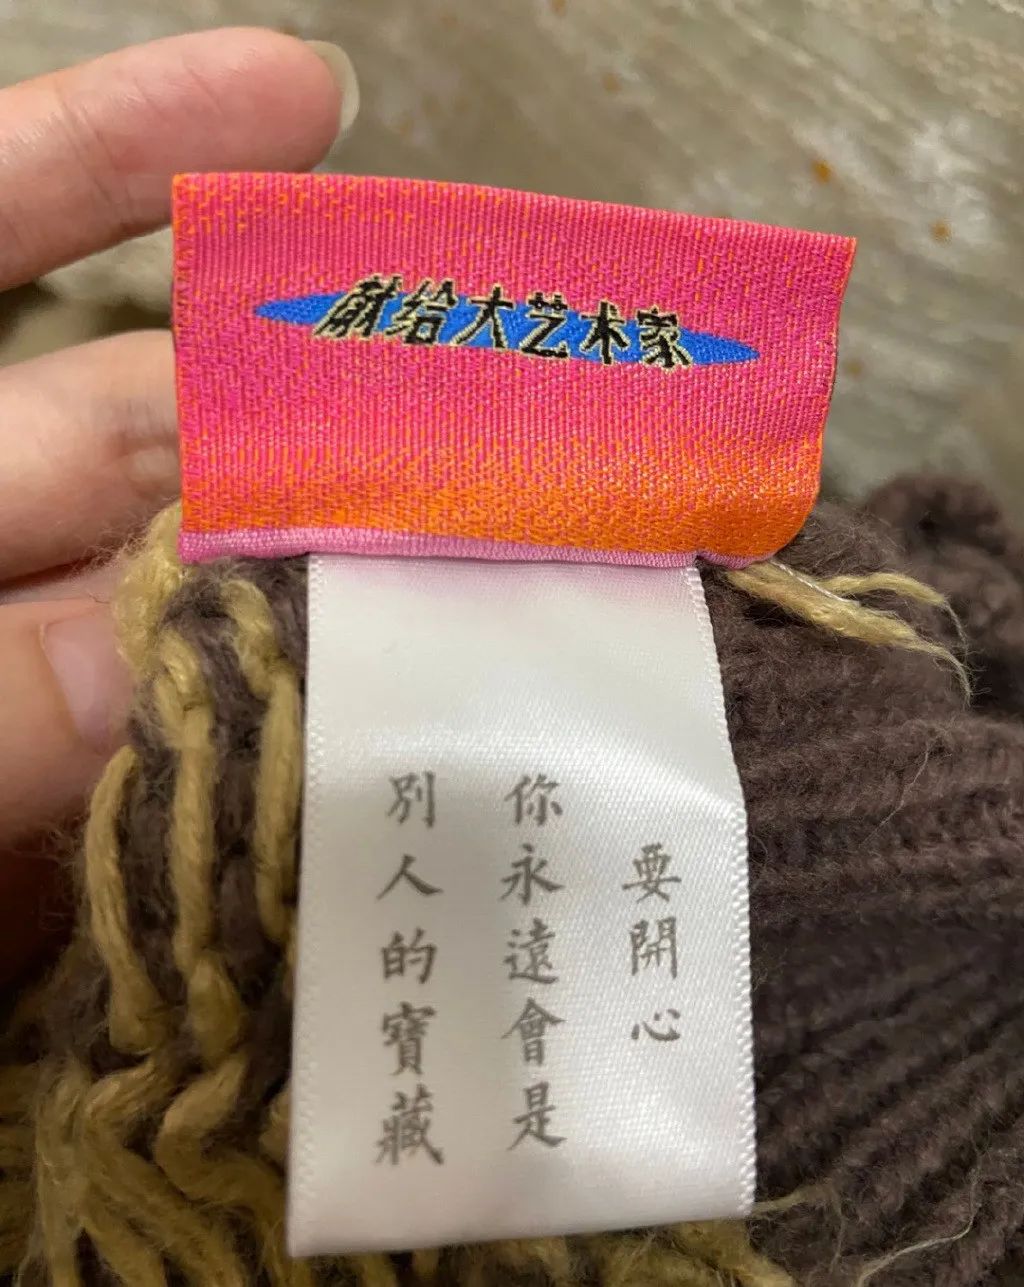 献给大艺术家
要開心
你永遠會是
別人的寶藏